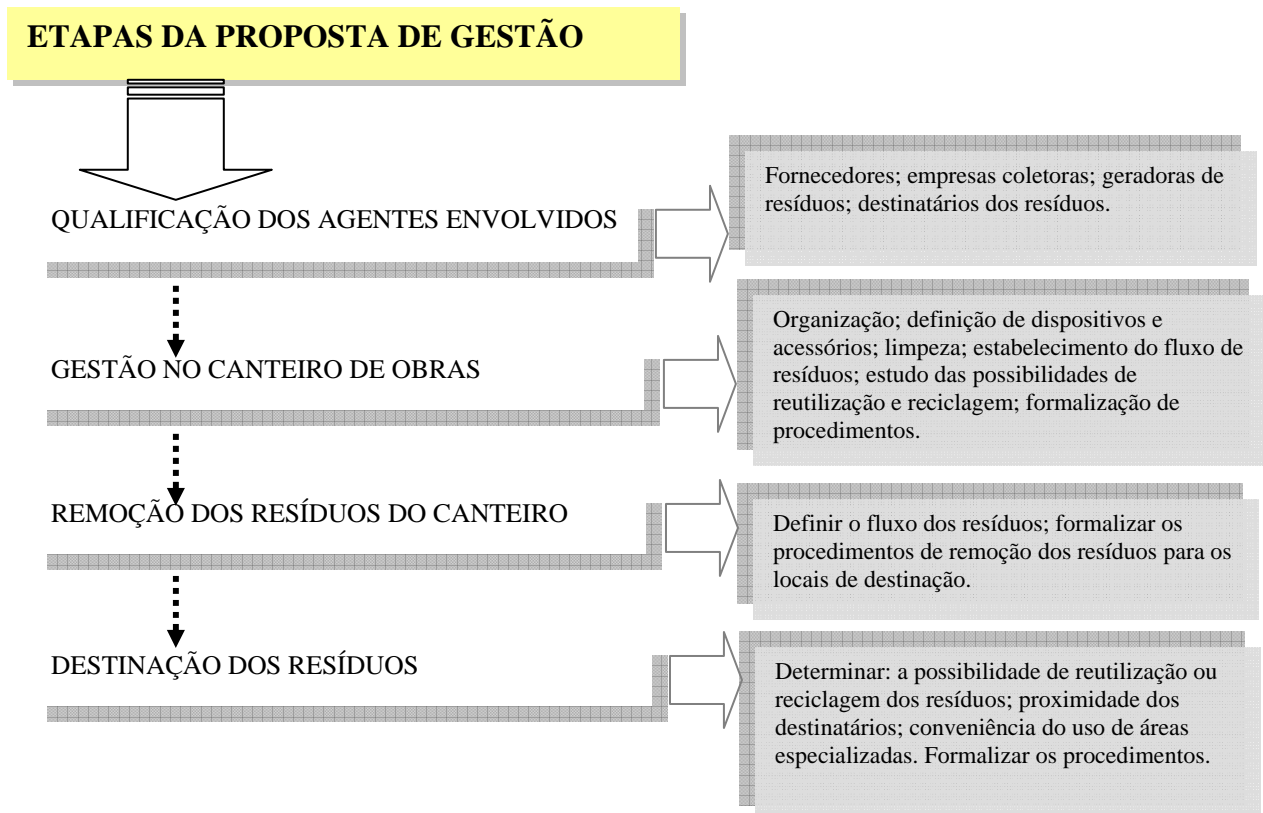 ETAPAS DA PROPOSTA DE GESTÃO
QUALIFICAÇÃO DOS AGENTES ENVOLVIDOS
Fornecedores; empresas coletoras; geradoras de
resíduos; destinatários dos resíduos.
GESTÃO NO CANTEIRO DE OBRAS
Organização; definição de dispositivos e
acessórios; limpeza; estabelecimento do fluxo de
resíduos; estudo das possibilidades de
reutilização e reciclagem; formalização de
procedimentos.
REMOÇÃO DOS RESÍDUOS DO CANTEIRO
Definir o fluxo dos resíduos; formalizar os
procedimentos de remoção dos resíduos para os
locais de destinação.
DESTINAÇÃO DOS RESÍDUOS
Determinar: a possibilidade de reutilização ou
reciclagem dos resíduos; proximidade dos
destinatários; conveniência do uso de áreas
especializadas. Formalizar os procedimentos.